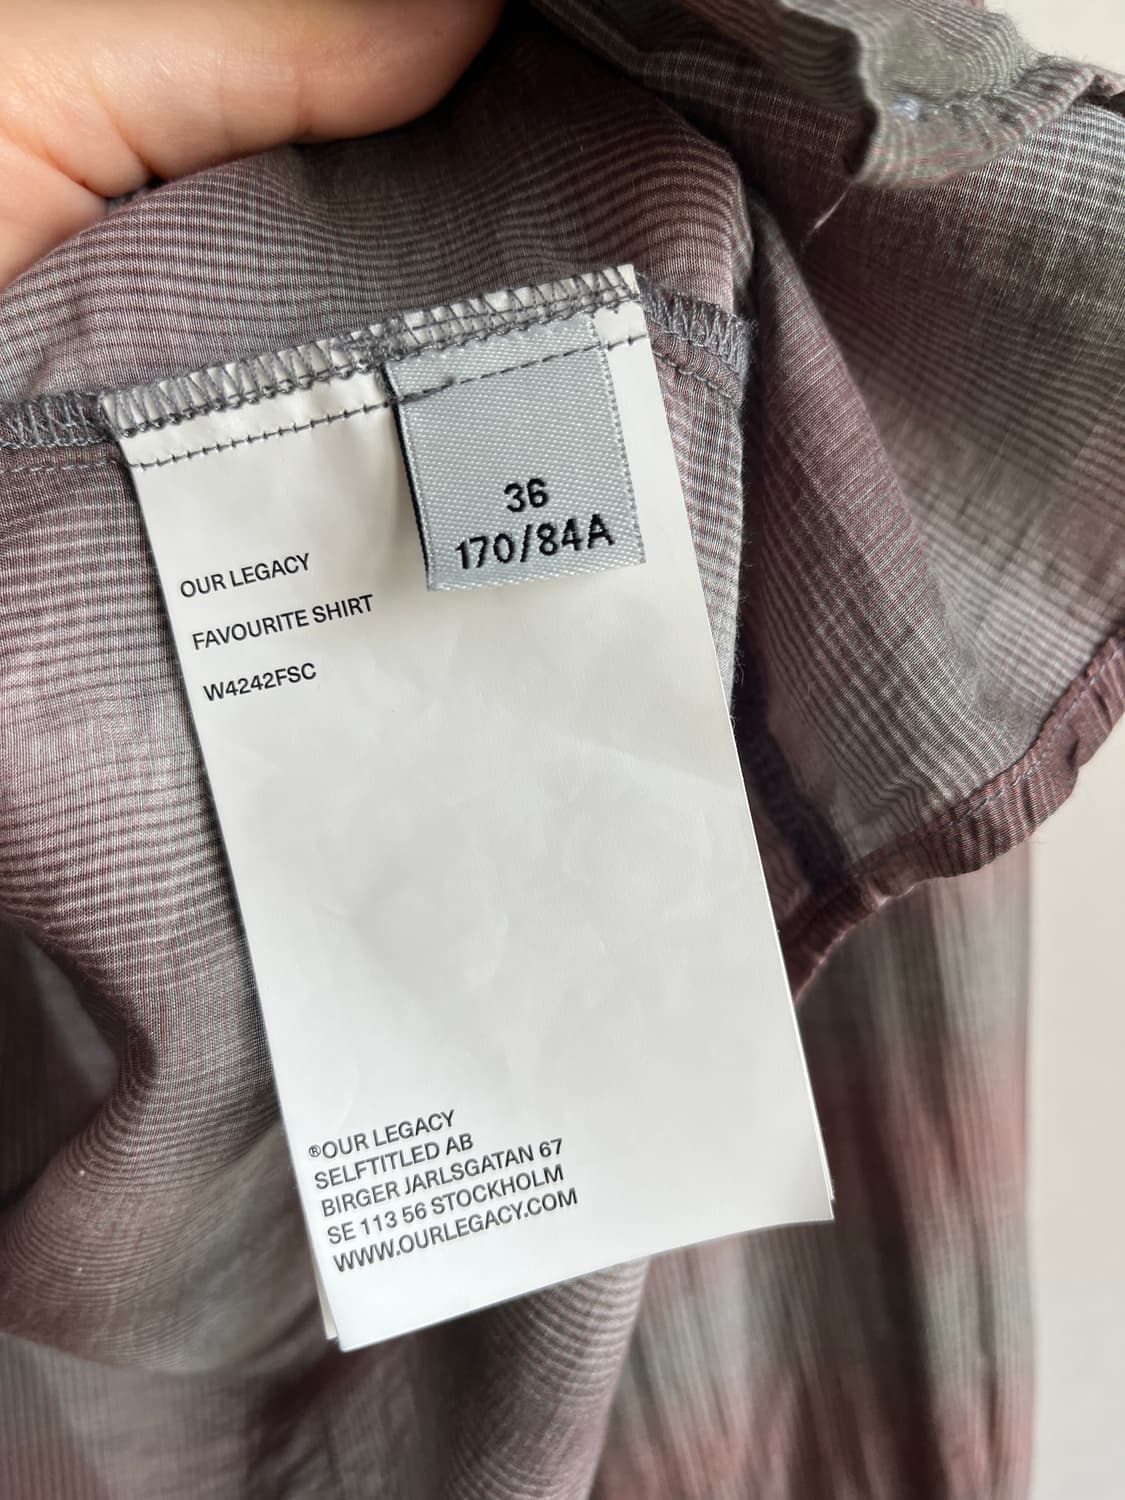 36
170/84A
OUR LEGACY
FAVOURITE SHIRT
W4242FSC
®OUR LEGACY
SELFTITLED AB
BIRGER JARLSGATAN 67
SE 113 56 STOCKHOLM
WWW.OURLEGACY.COM